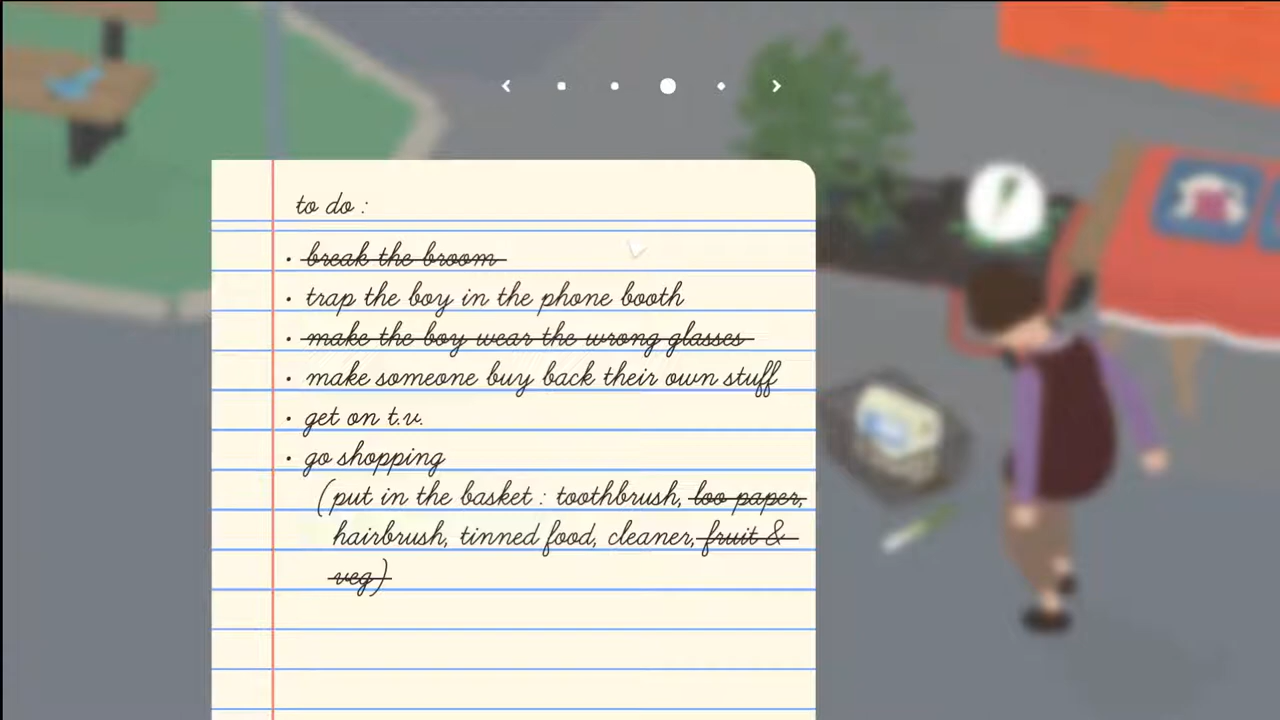 to do :
• break the broom
• trap the boy in the phone booth
• make the boy wear the wrong glasses
• make someone buy back their own stuff
• get on t.v.
• go shopping
(put in the basket : toothbrush, loo paper,
hairbrush, tinned food, cleaner, fruit &
veg)